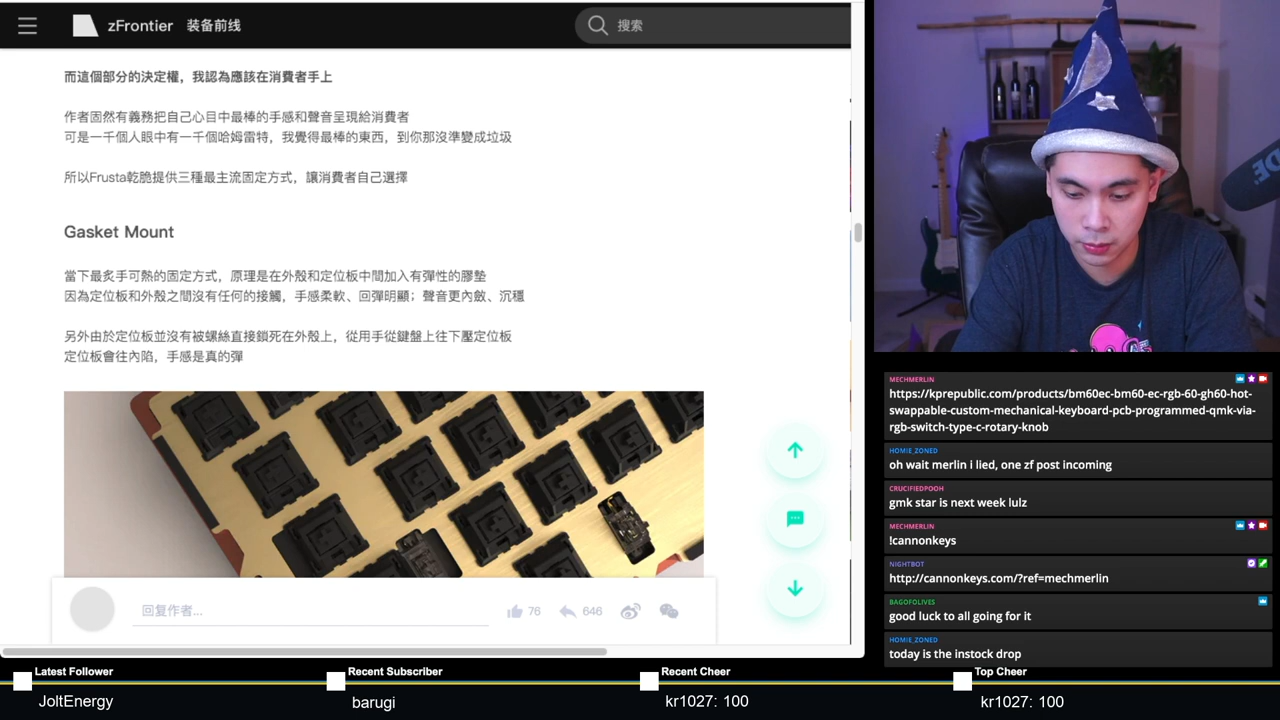 zFrontier 装备前线
搜索
而這個部分的決定權，我認為應該在消費者手上
作者固然有義務把自己心目中最棒的手感和聲音呈現給消費者
可是一千個人眼中有一千個哈姆雷特，我覺得最棒的東西，到你那沒準變成垃圾
所以Frusta乾脆提供三種最主流固定方式，讓消費者自己選擇
Gasket Mount
當下最炙手可熱的固定方式，原理是在外殼和定位板中間加入有彈性的膠墊
因為定位板和外殼之間沒有任何的接觸，手感柔軟、回彈明顯；聲音更內斂、沉穩
另外由於定位板並沒有被螺絲直接鎖死在外殼上，從用手從鍵盤上往下壓定位板
定位板會往內陷，手感是真的彈
回复作者...
76
646
MECHMERLIN
https://kprepublic.com/products/bm60ec-bm60-ec-rgb-60-gh60-hot-
swappable-custom-mechanical-keyboard-pcb-programmed-qmk-via-
rgb-switch-type-c-rotary-knob
HOMIE_ZONED
oh wait merlin i lied, one zf post incoming
CRUCIFIEDPOOH
gmk star is next week lulz
MECHMERLIN
!cannonkeys
NIGHTBOT
http://cannonkeys.com/?ref=mechmerlin
BAGOFOLIVES
good luck to all going for it
HOMIE_ZONED
today is the instock drop
Latest Follower
JoltEnergy
Recent Subscriber
barugi
Recent Cheer
kr1027: 100
Top Cheer
kr1027: 100